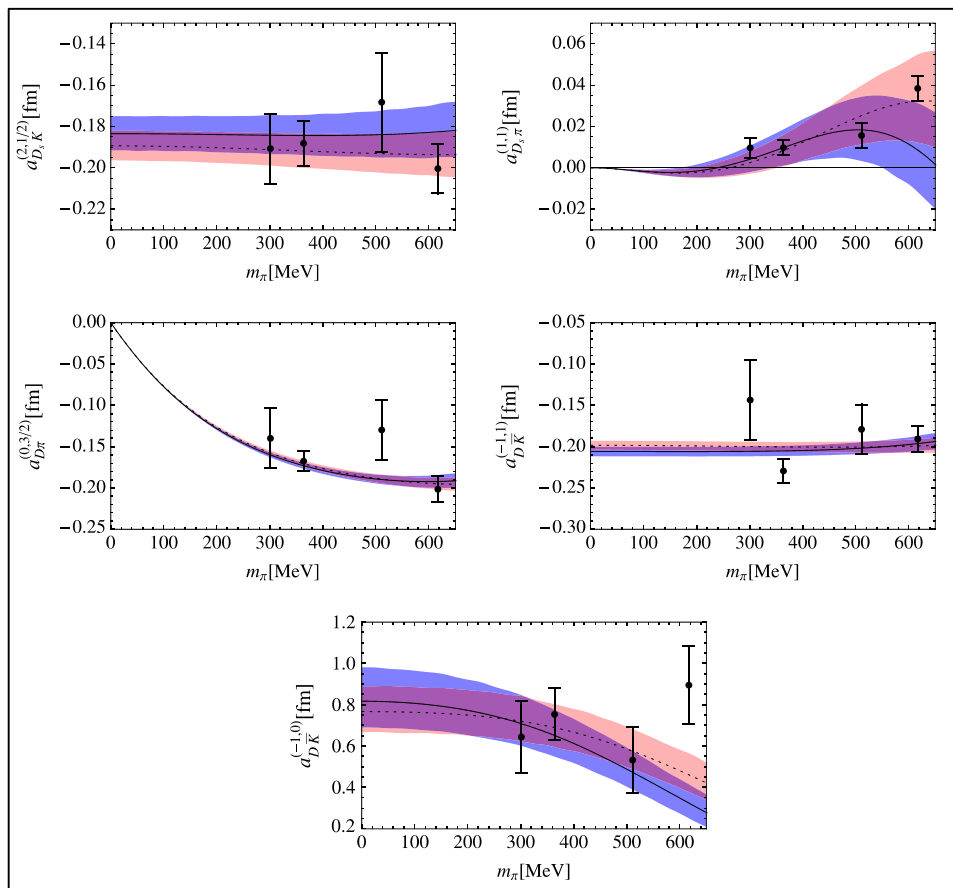 −0.13
−0.16
−0.18
−0.20
−0.22
a_{D_s K}^{(2,1/2)}[fm]
0 100 200 300 400 500 600
m_π[MeV]
0.06
0.04
0.02
0.00
−0.02
a_{D_s π}^{(1,1)}[fm]
0 100 200 300 400 500 600
m_π[MeV]
0.00
−0.05
−0.10
−0.15
−0.20
−0.25
a_{Dπ}^{(0,3/2)}[fm]
0 100 200 300 400 500 600
m_π[MeV]
−0.05
−0.10
−0.15
−0.20
−0.25
−0.30
a_{D K̅}^{(−1,1)}[fm]
0 100 200 300 400 500 600
m_π[MeV]
1.2
1.0
0.8
0.6
0.4
0.2
a_{D K̅}^{(−1,0)}[fm]
0 100 200 300 400 500 600
m_π[MeV]